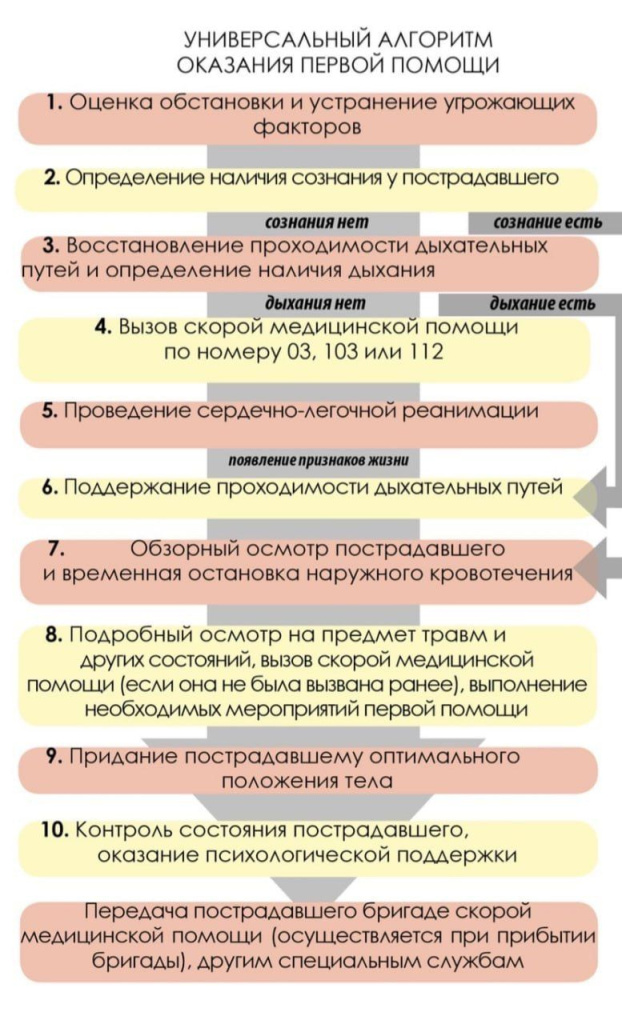 УНИВЕРСАЛЬНЫЙ АЛГОРИТМ
ОКАЗАНИЯ ПЕРВОЙ ПОМОЩИ
1. Оценка обстановки и устранение угрожающих
факторов
2. Определение наличия сознания у пострадавшего
сознания нет
сознание есть
3. Восстановление проходимости дыхательных
путей и определение наличия дыхания
дыхания нет
дыхание есть
4. Вызов скорой медицинской помощи
по номеру 03, 103 или 112
5. Проведение сердечно-легочной реанимации
появление признаков жизни
6. Поддержание проходимости дыхательных путей
7. Обзорный осмотр пострадавшего
и временная остановка наружного кровотечения
8. Подробный осмотр на предмет травм и
других состояний, вызов скорой медицинской
помощи (если она не была вызвана ранее), выполнение
необходимых мероприятий первой помощи
9. Придание пострадавшему оптимального
положения тела
10. Контроль состояния пострадавшего,
оказание психологической поддержки
Передача пострадавшего бригаде скорой
медицинской помощи (осуществляется при прибытии
бригады), другим специальным службам